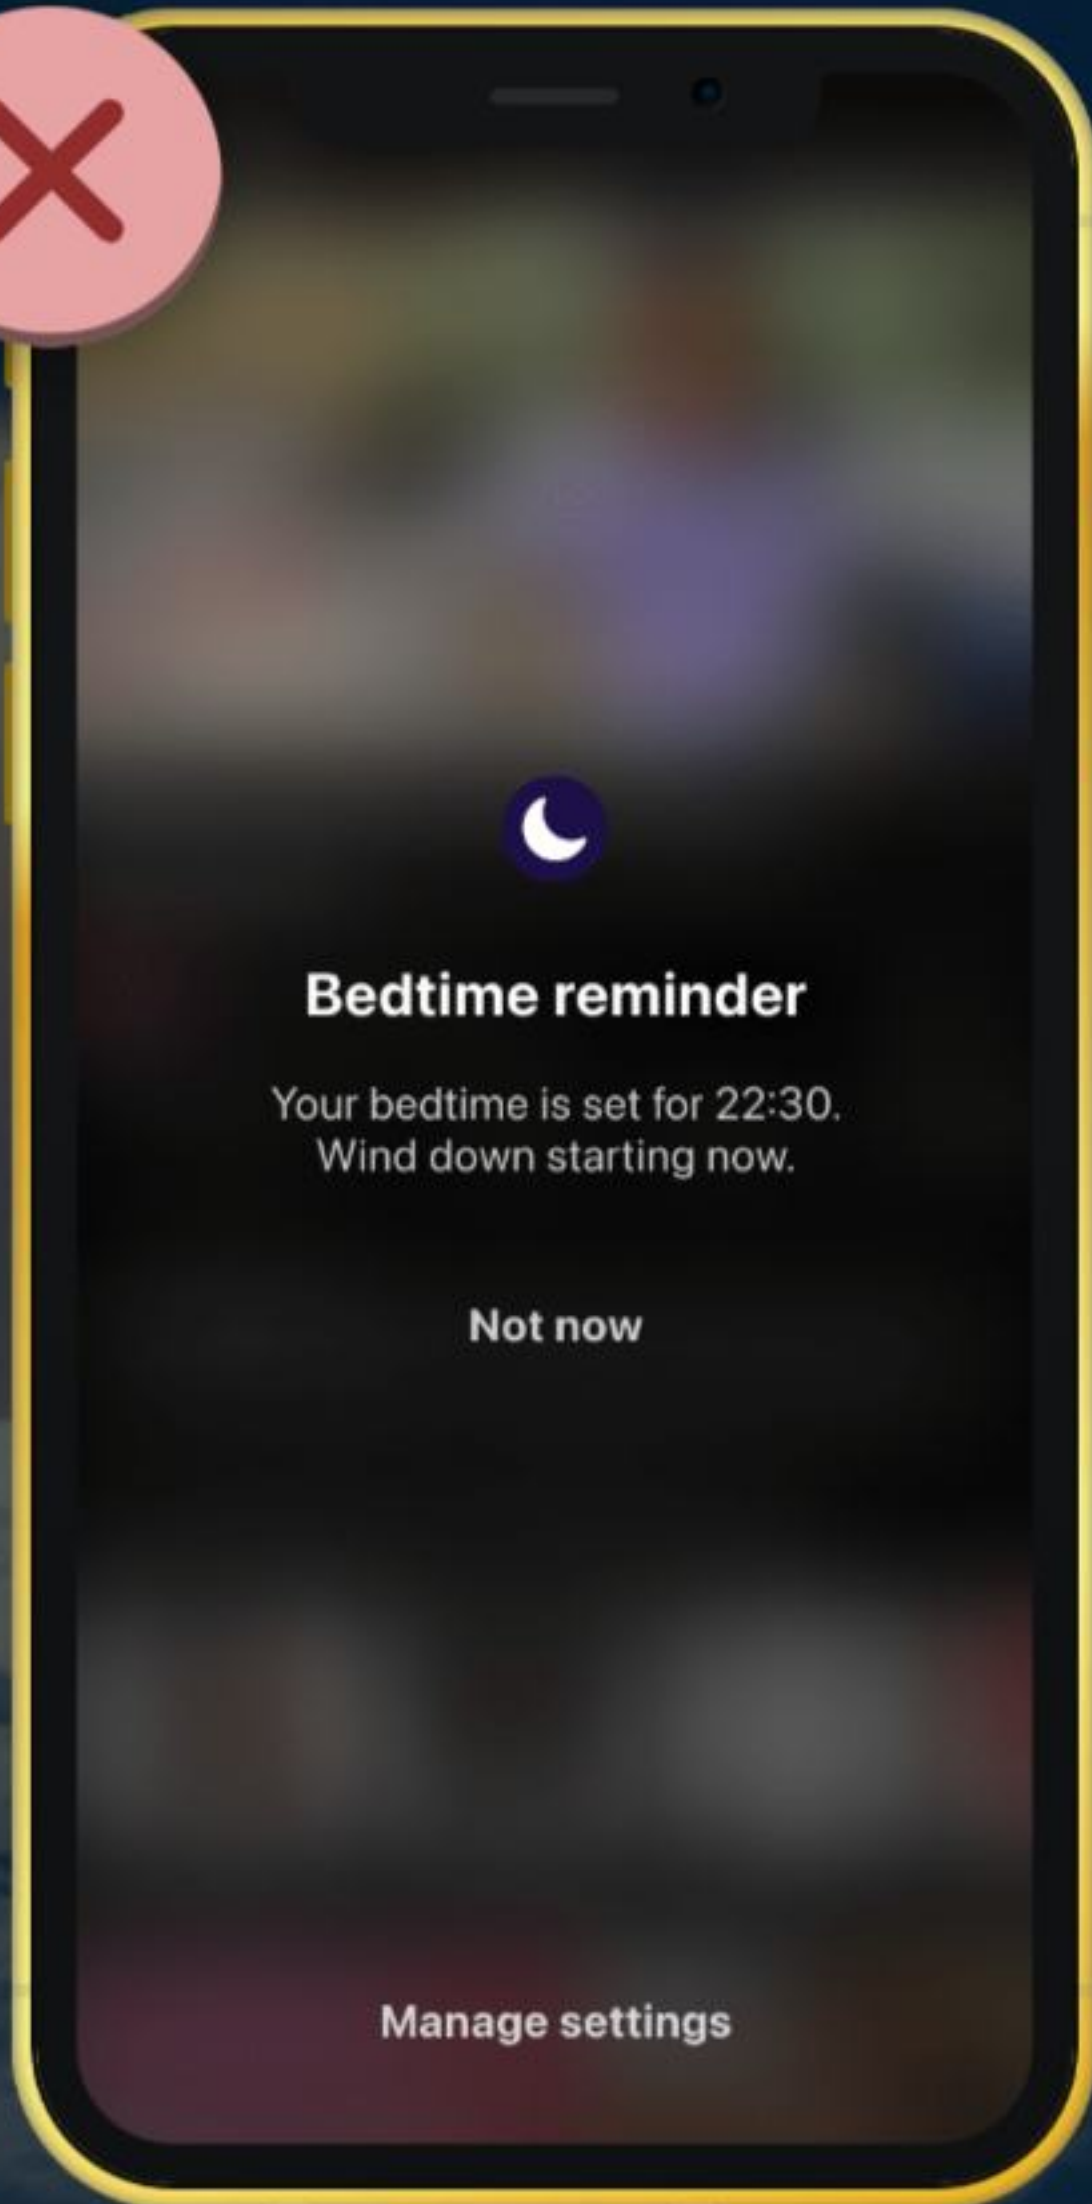 Bedtime reminder
Your bedtime is set for 22:30.
Wind down starting now.
Not now
Manage settings